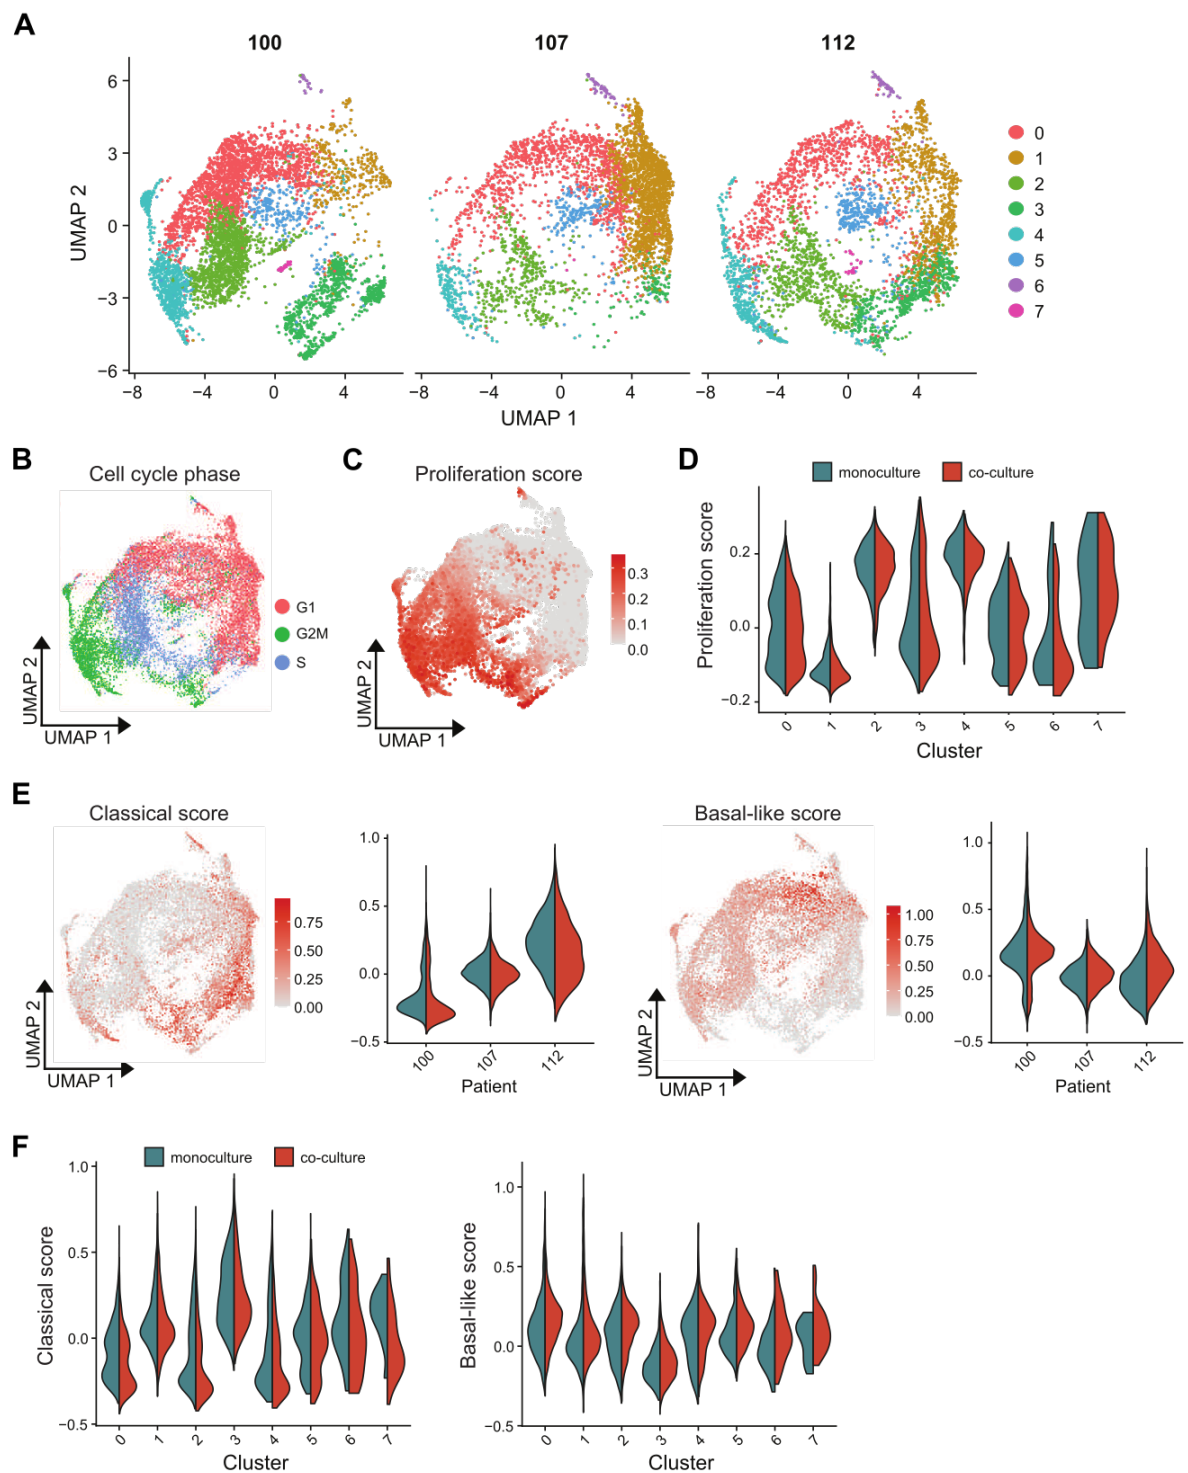 A
100 107 112
6
3
0
−3
−6
UMAP 2
−8 −4 0 4 −8 −4 0 4 −8 −4 0 4
UMAP 1
0
1
2
3
4
5
6
7
B
Cell cycle phase
G1
G2M
S
UMAP 2
UMAP 1
C
Proliferation score
0.3
0.2
0.1
0.0
UMAP 2
UMAP 1
D
monoculture co-culture
Proliferation score
0.2
0.0
−0.2
0 1 2 3 4 5 6 7
Cluster
E
Classical score
0.75
0.50
0.25
0.00
UMAP 2
UMAP 1
1.0
0.5
0.0
−0.5
100 107 112
Patient
Basal-like score
1.00
0.75
0.50
0.25
0.00
UMAP 2
UMAP 1
1.0
0.5
0.0
−0.5
100 107 112
Patient
F
monoculture co-culture
Classical score
1.0
0.5
0.0
−0.5
0 1 2 3 4 5 6 7
Cluster
Basal-like score
1.0
0.5
0.0
−0.5
0 1 2 3 4 5 6 7
Cluster